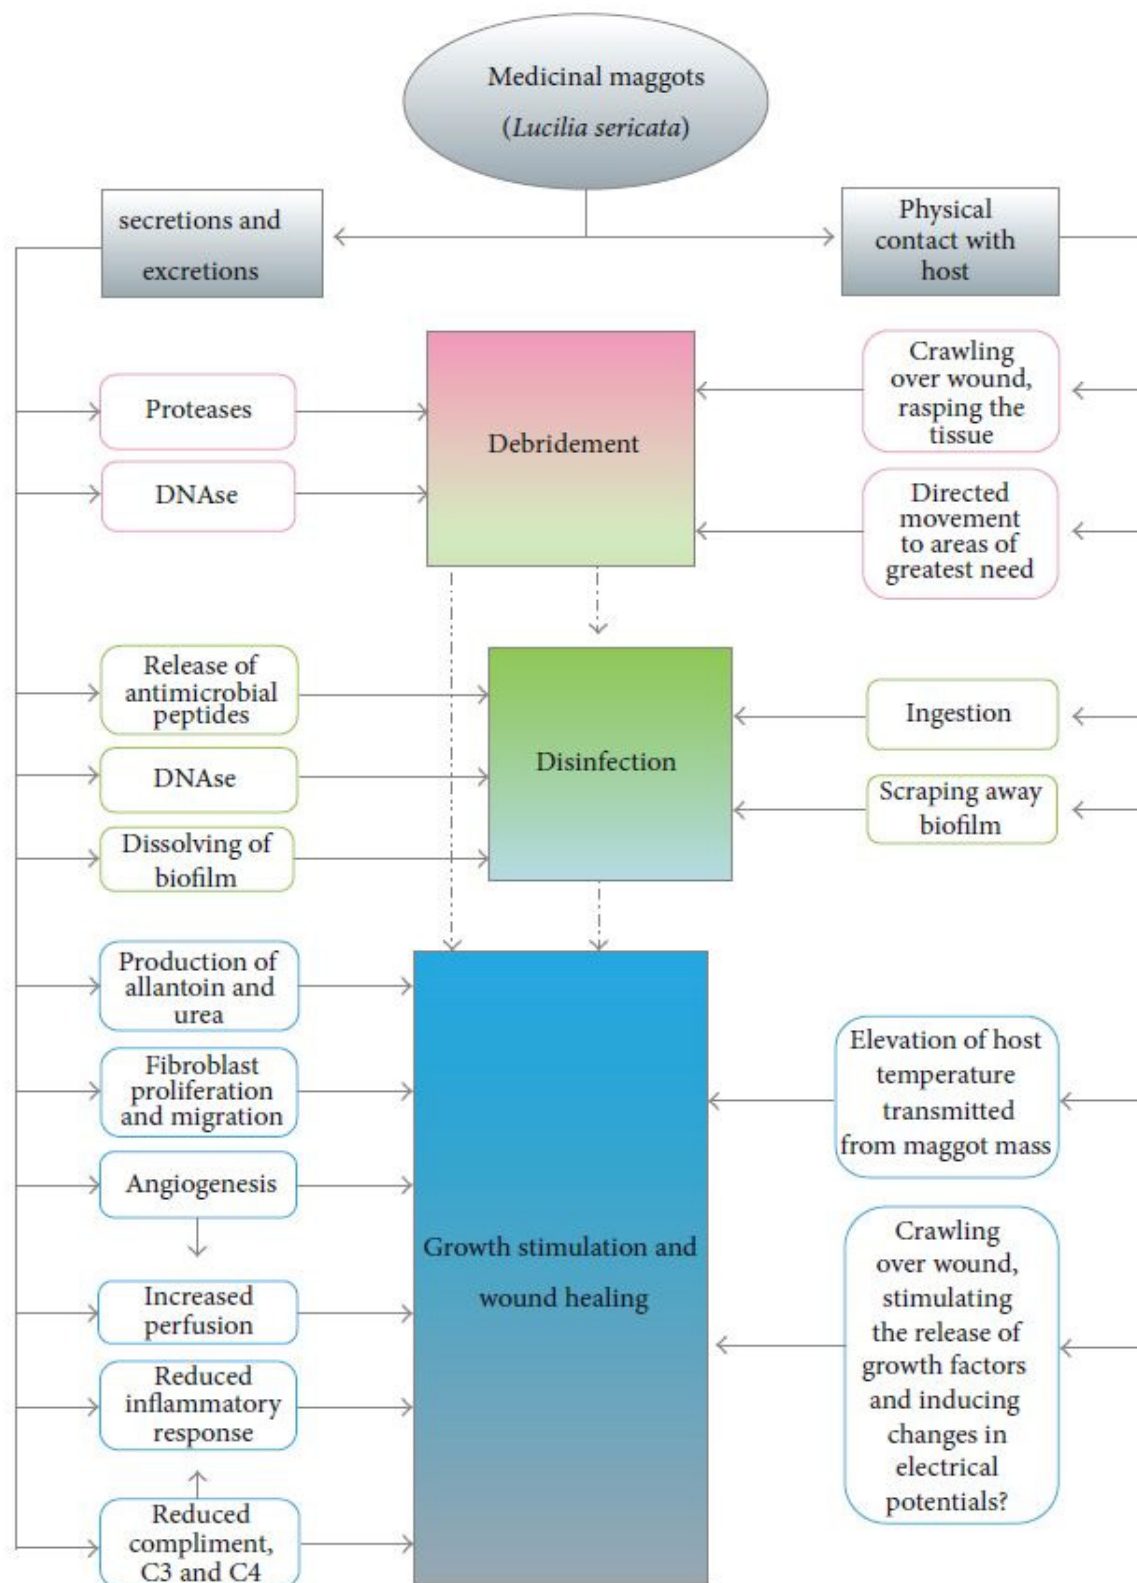 Medicinal maggots
(Lucilia sericata)
secretions and
excretions
Physical
contact with
host
Proteases
DNAse
Debridement
Crawling
over wound,
rasping the
tissue
Directed
movement
to areas of
greatest need
Release of
antimicrobial
peptides
DNAse
Dissolving of
biofilm
Disinfection
Ingestion
Scraping away
biofilm
Production of
allantoin and
urea
Fibroblast
proliferation
and migration
Angiogenesis
Increased
perfusion
Reduced
inflammatory
response
Reduced
compliment,
C3 and C4
Growth stimulation and
wound healing
Elevation of host
temperature
transmitted
from maggot mass
Crawling
over wound,
stimulating
the release of
growth factors
and inducing
changes in
electrical
potentials?